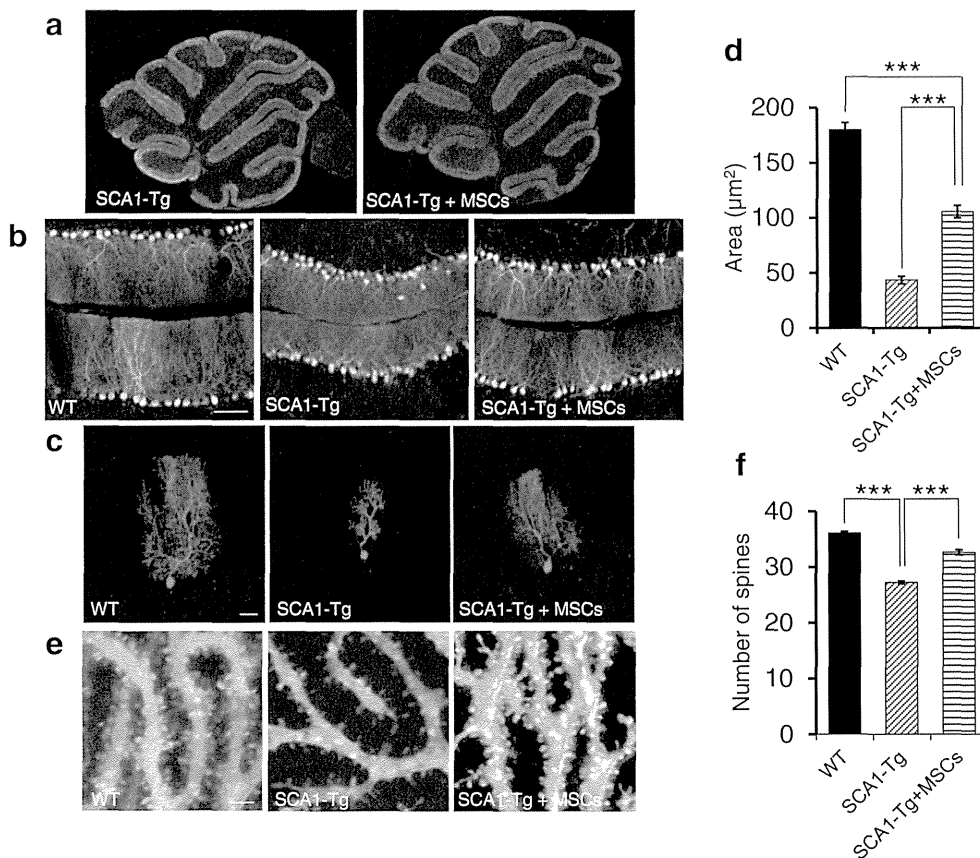 a
SCA1-Tg
SCA1-Tg + MSCs
b
WT
SCA1-Tg
SCA1-Tg + MSCs
c
WT
SCA1-Tg
SCA1-Tg + MSCs
e
WT
SCA1-Tg
SCA1-Tg + MSCs
d
***
***
200
150
100
50
0
Area (µm²)
WT
SCA1-Tg
SCA1-Tg+MSCs
f
*** ***
40
30
20
10
0
Number of spines
WT
SCA1-Tg
SCA1-Tg+MSCs